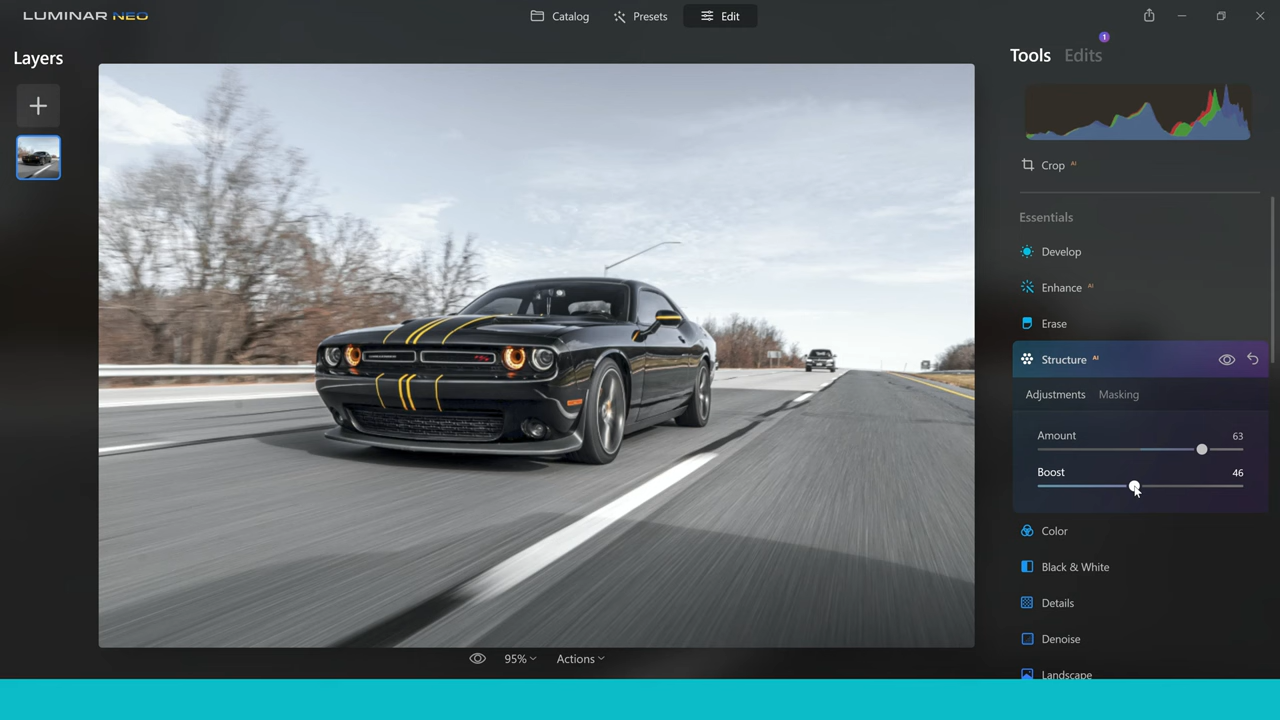 LUMINAR NEO
Catalog
Presets
Edit
Layers
1
Tools
Edits
Crop AI
Essentials
Develop
Enhance AI
Erase
Structure AI
Adjustments
Masking
Amount
63
Boost
46
Color
Black & White
Details
Denoise
Landscape
95%
Actions